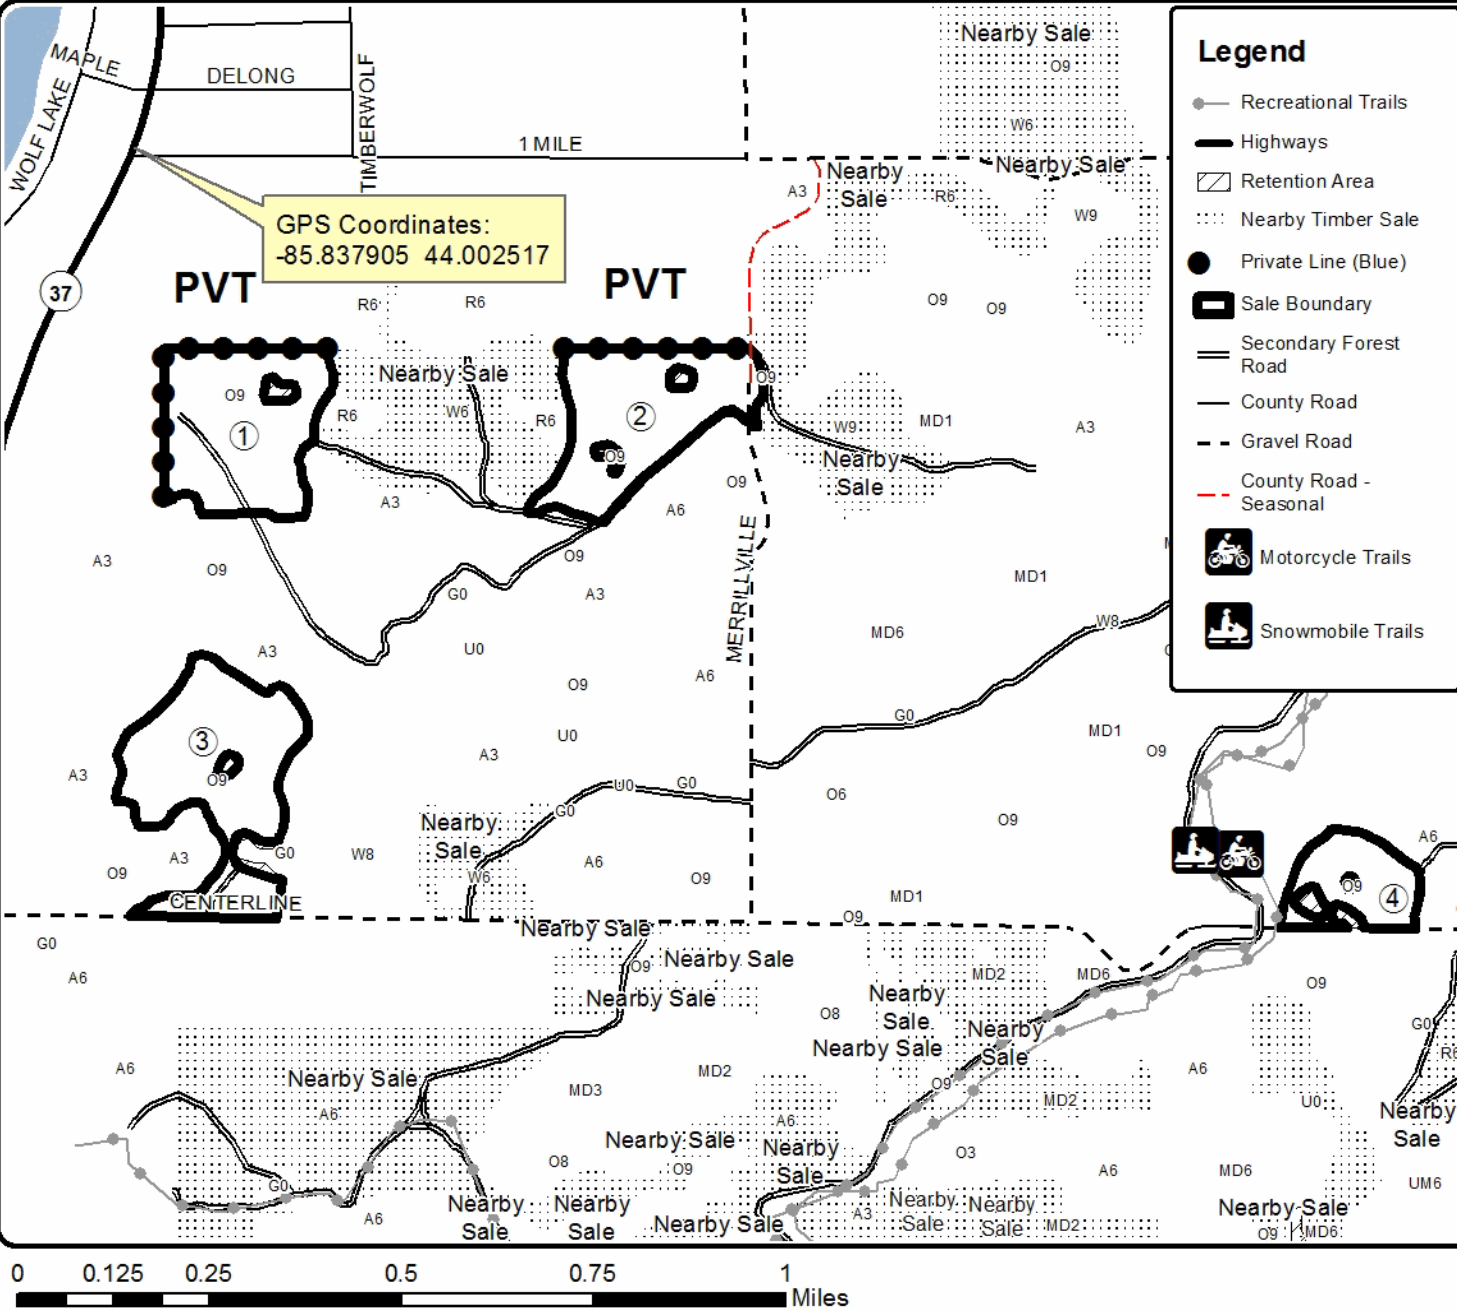 Nearby Sale
O9
W6
Nearby Sale
MAPLE
DELONG
TIMBERWOLF
WOLF LAKE
1 MILE
Nearby
Sale
A3
R6
W9
GPS Coordinates:
-85.837905 44.002517
37
PVT
PVT
R6
R6
O9
O9
Nearby Sale
O9
O9
1
R6
W6
R6
2
O9
W9
MD1
A3
Nearby
Sale
A3
O9
A6
MERRILLVILLE
A3
O9
O9
G0
A3
MD1
MD6
W8
A3
U0
O9
A6
3
O9
A3
U0
A3
G0
MD1
O9
U0
G0
G0
O6
O9
Nearby
Sale
W6
A3
G0
W8
O9
A6
O9
MD1
O9
CENTERLINE
A6
O9
4
Nearby Sale
G0
A6
O9
Nearby Sale
Nearby Sale
MD2
MD6
O9
Nearby
Sale
O8
Nearby Sale
Nearby
Sale
G0
R6
A6
Nearby Sale
A6
MD3
MD2
O9
MD2
A6
U0
Nearby
Sale
A6
Nearby Sale
Nearby
Sale
O8
O9
O3
A6
MD6
UM6
G0
A6
Nearby
Sale
Nearby
Sale
Nearby Sale
A3
Nearby
Sale
Nearby
Sale
MD2
Nearby Sale
O9
MD6
Legend
Recreational Trails
Highways
Retention Area
Nearby Timber Sale
Private Line (Blue)
Sale Boundary
Secondary Forest
Road
County Road
Gravel Road
County Road -
Seasonal
Motorcycle Trails
Snowmobile Trails
0 0.125 0.25 0.5 0.75 1
Miles